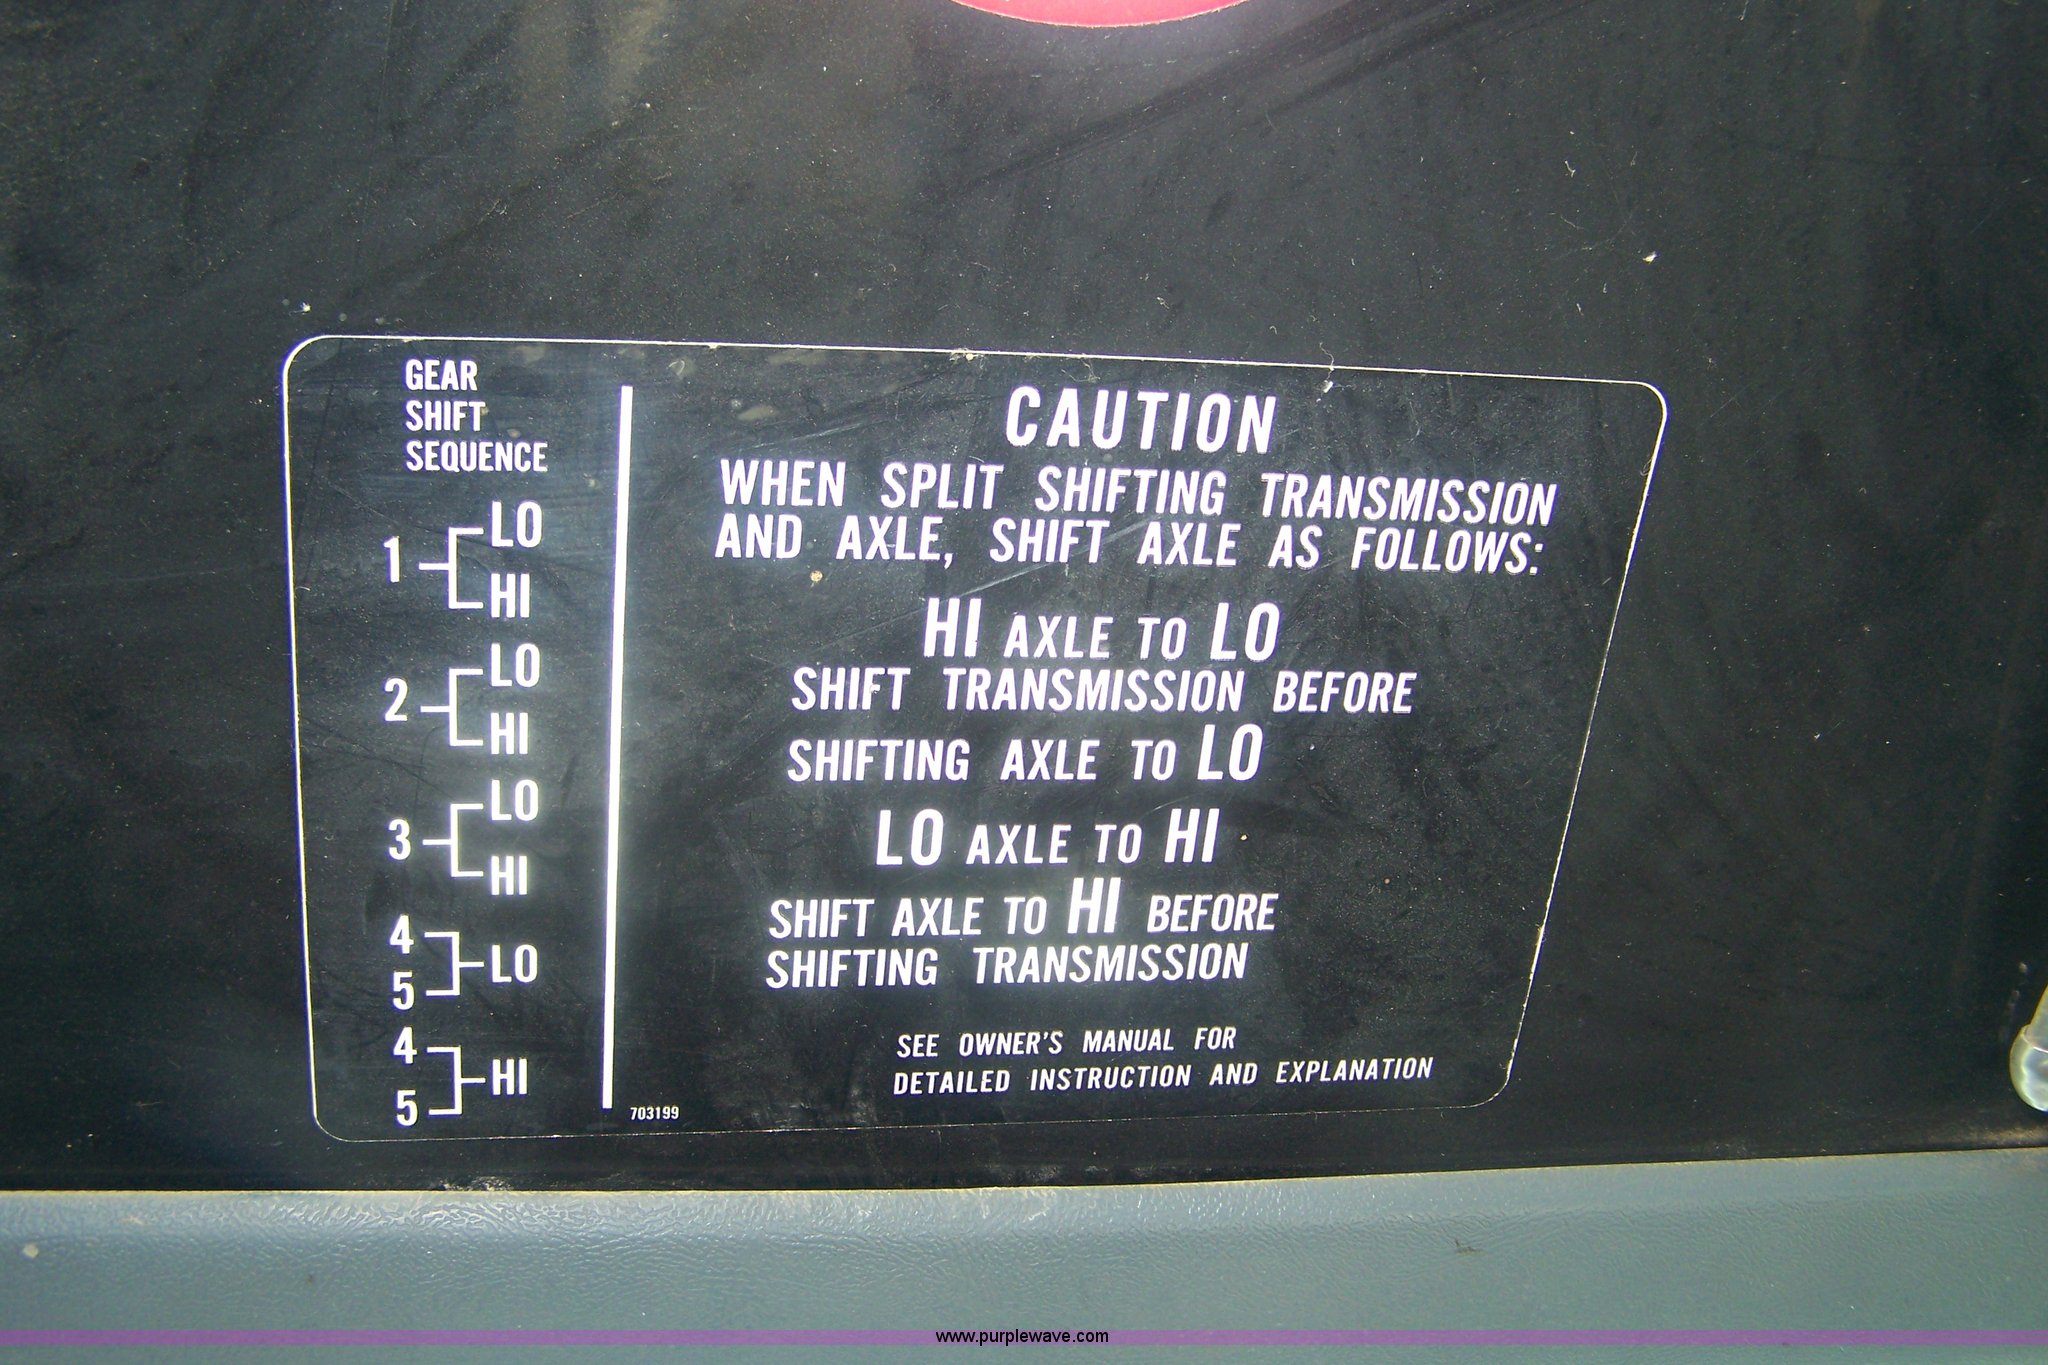 GEAR
SHIFT
SEQUENCE
1 LO
HI
2 LO
HI
3 LO
HI
4
5 LO
4
5 HI
CAUTION
WHEN SPLIT SHIFTING TRANSMISSION
AND AXLE, SHIFT AXLE AS FOLLOWS:
HI AXLE TO LO
SHIFT TRANSMISSION BEFORE
SHIFTING AXLE TO LO
LO AXLE TO HI
SHIFT AXLE TO HI BEFORE
SHIFTING TRANSMISSION
SEE OWNER'S MANUAL FOR
DETAILED INSTRUCTION AND EXPLANATION
703199
www.purplewave.com